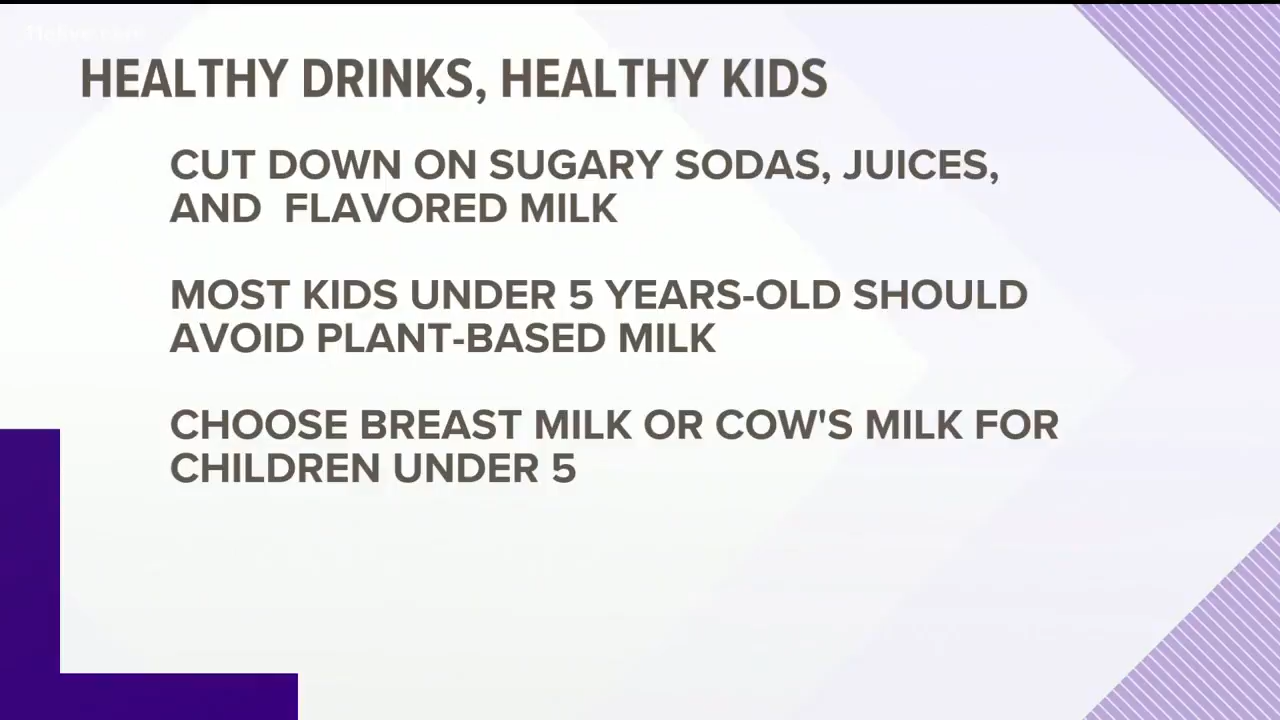 HEALTHY DRINKS, HEALTHY KIDS
CUT DOWN ON SUGARY SODAS, JUICES,
AND FLAVORED MILK
MOST KIDS UNDER 5 YEARS-OLD SHOULD
AVOID PLANT-BASED MILK
CHOOSE BREAST MILK OR COW'S MILK FOR
CHILDREN UNDER 5